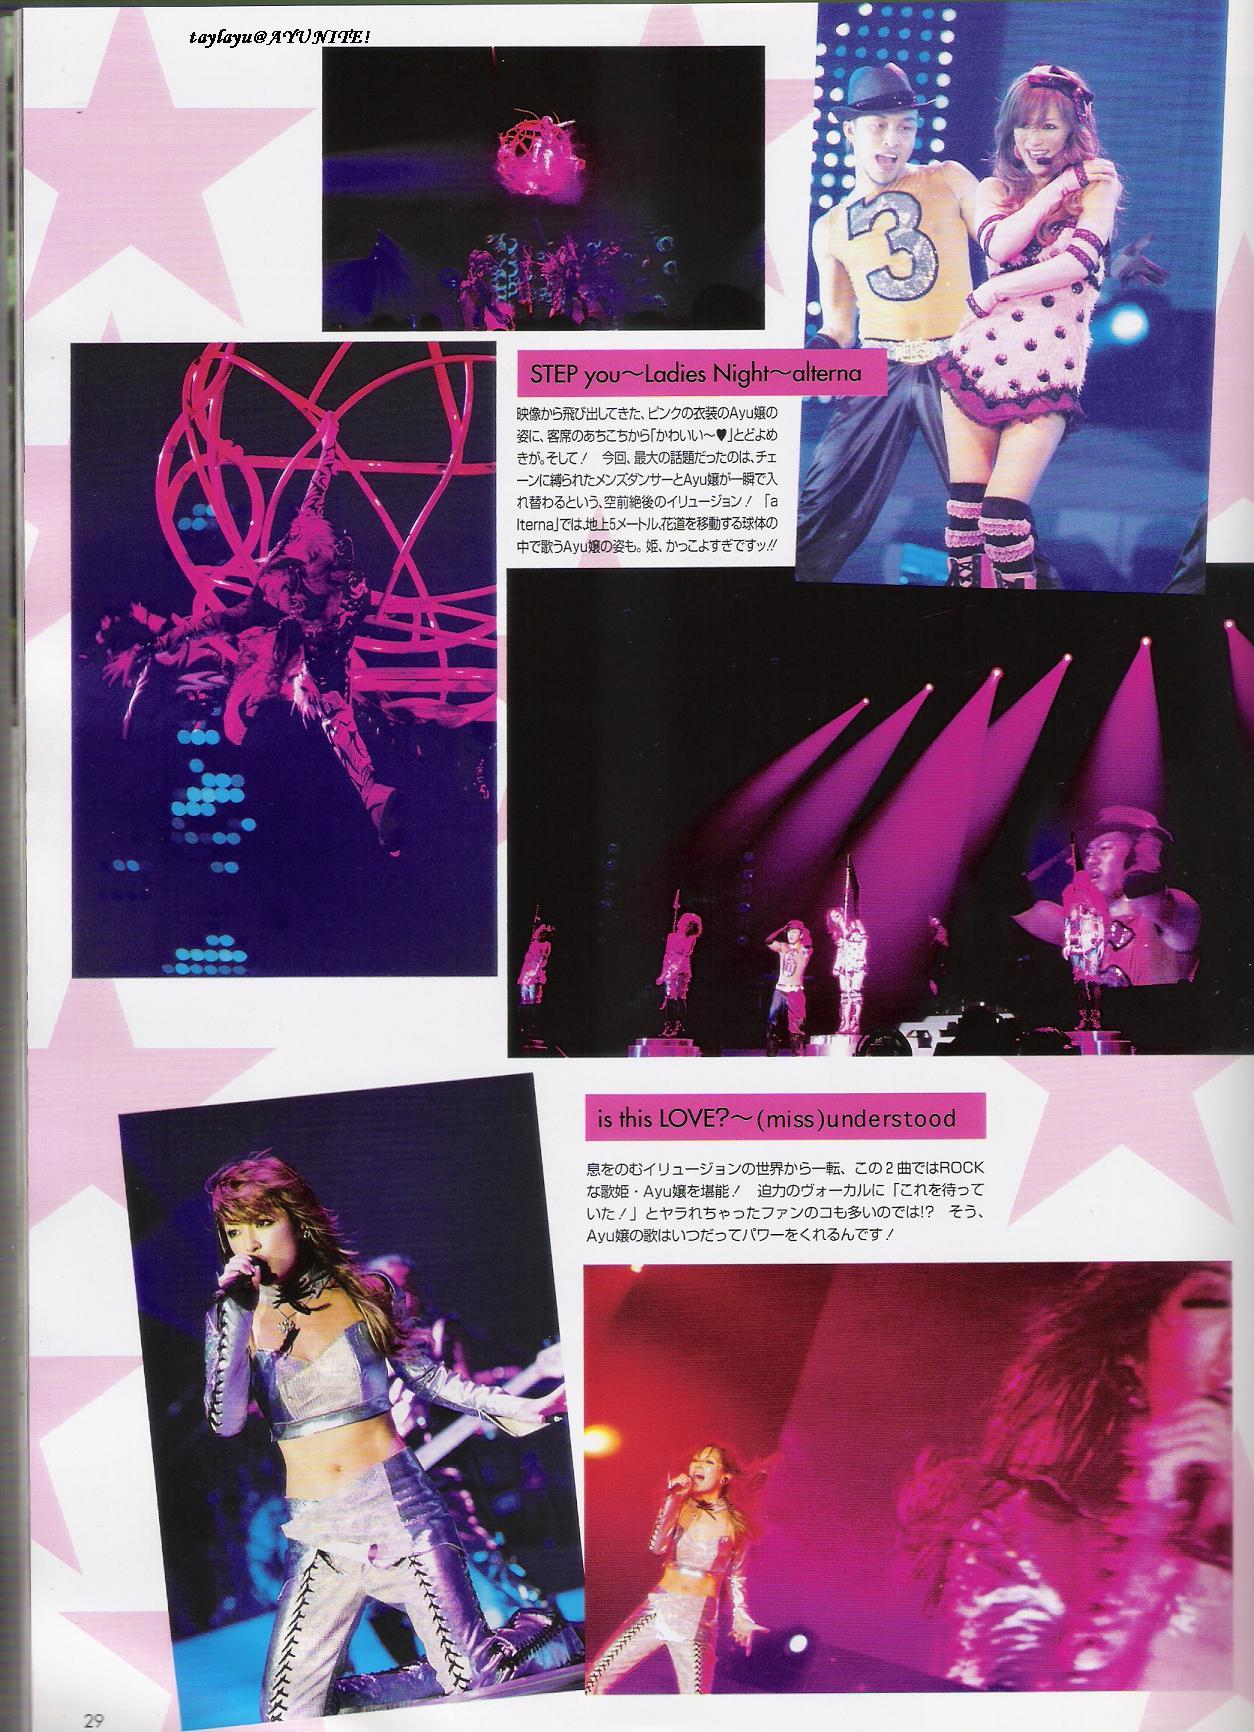 taylayu@AYUNITE!
3
STEP you〜Ladies Night〜alterna
映像から飛び出してきた、ピンクの衣装のAyu嬢の
姿に、客席のあちこちから「かわいい〜♥」とどよめ
きが。そして！　今回、最大の話題だったのは、チェ
ーンに縛られたメンズダンサーとAyu嬢が一瞬で入
れ替わるという、空前絶後のイリュージョン！「a
lterna」では、地上5メートル、花道を移動する球体の
中で歌うAyu嬢の姿も。姫、かっこよすぎですッ!!
is this LOVE?〜(miss)understood
息をのむイリュージョンの世界から一転、この２曲ではROCK
な歌姫・Ayu嬢を堪能！　迫力のヴォーカルに「これを待って
いた！」とヤラれちゃったファンのコも多いのでは!?　そう、
Ayu嬢の歌はいつだってパワーをくれるんです！
29